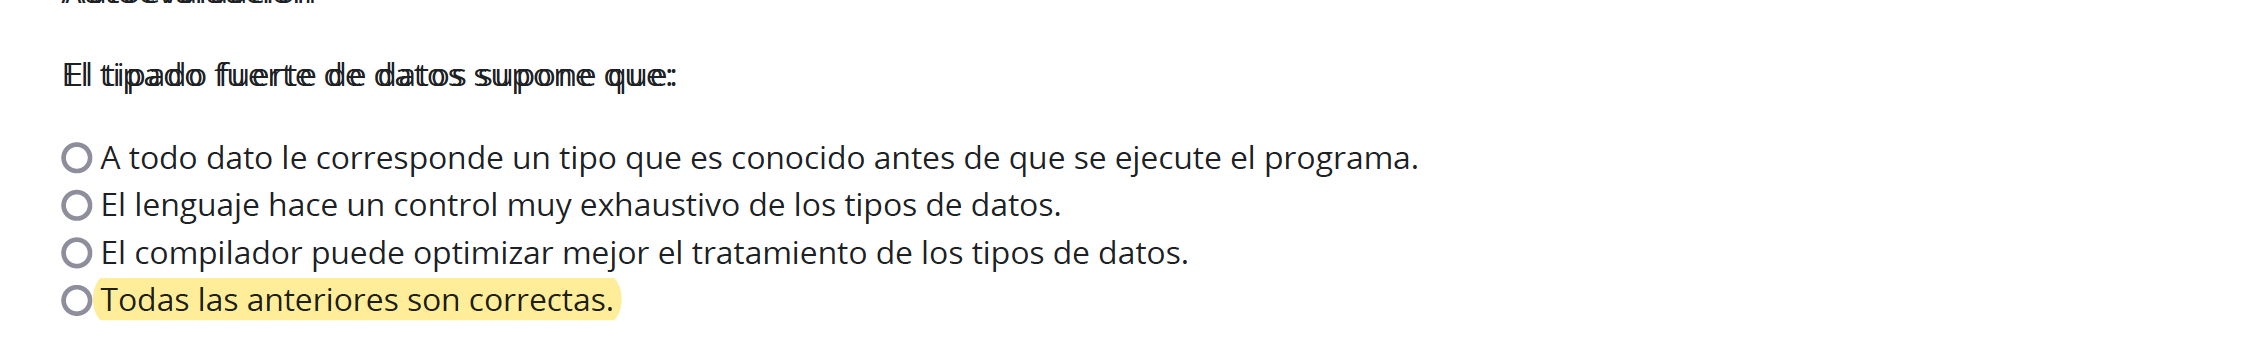 El tipado fuerte de datos supone que:
A todo dato le corresponde un tipo que es conocido antes de que se ejecute el programa.
El lenguaje hace un control muy exhaustivo de los tipos de datos.
El compilador puede optimizar mejor el tratamiento de los tipos de datos.
Todas las anteriores son correctas.